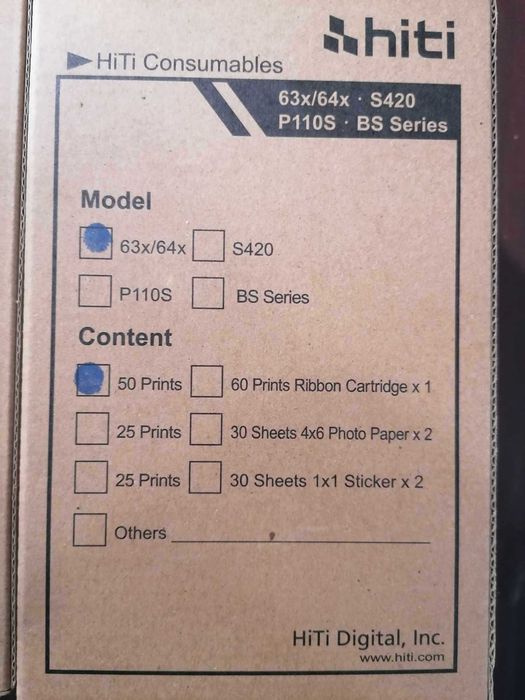 hiti
HiTi Consumables
63x/64x · S420
P110S · BS Series
Model
63x/64x S420
P110S BS Series
Content
50 Prints 60 Prints Ribbon Cartridge x 1
25 Prints 30 Sheets 4x6 Photo Paper x 2
25 Prints 30 Sheets 1x1 Sticker x 2
Others
HiTi Digital, Inc.
www.hiti.com